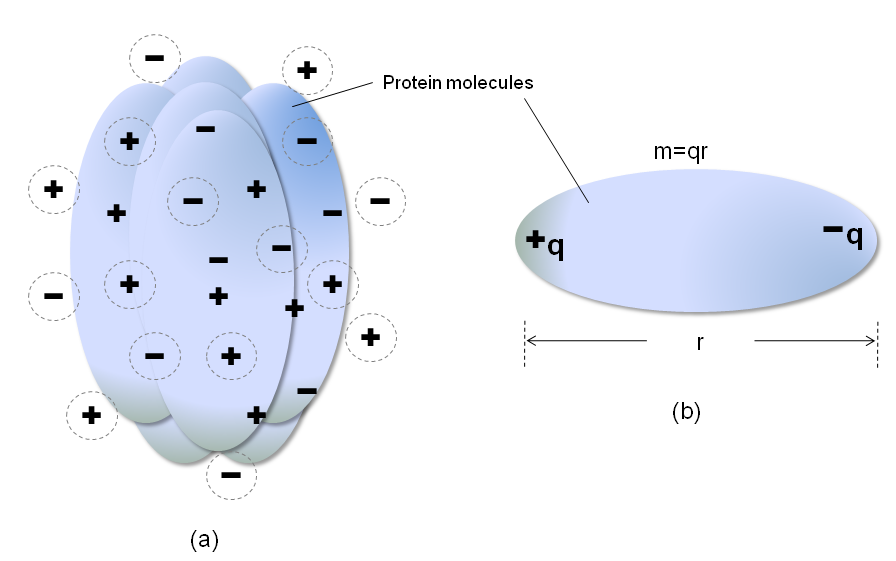 Protein molecules
m=qr
+q
−q
r
(a)
(b)